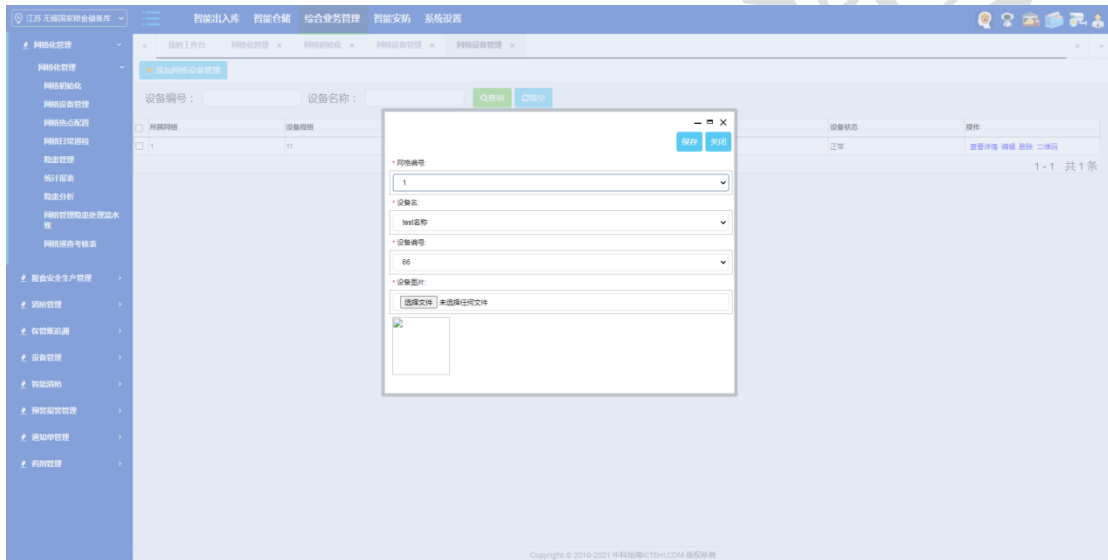 江苏 无锡国家粮食储备库
智能出入库 智能仓储 综合业务管理 智能安防 系统设置
网格化管理
« 我的工作台 网格化管理 × 网格初始化 × 网格设备管理 × 网格设备管理 × »
网格化管理
添加网格设备管理
网格初始化
网格设备管理
设备编号： 设备名称： 查询 清空
网格热点配置
所属网格 设备规格 设备状态 操作
网格日常巡检
1 11 正常 查看详情 编辑 删除 二维码
隐患管理
1-1 共1条
统计报表
隐患分析
网格管理隐患处理流水
账
网格巡查考核表
粮食安全生产管理
消防管理
保管账追溯
设备管理
智能消防
预警报警管理
通知单管理
药剂管理
保存 关闭
* 网格编号:
1
* 设备名:
test名称
* 设备编号:
66
* 设备图片:
选择文件 未选择任何文件
Copyright © 2010-2021 中科怡海ICTEHI.COM 版权所有